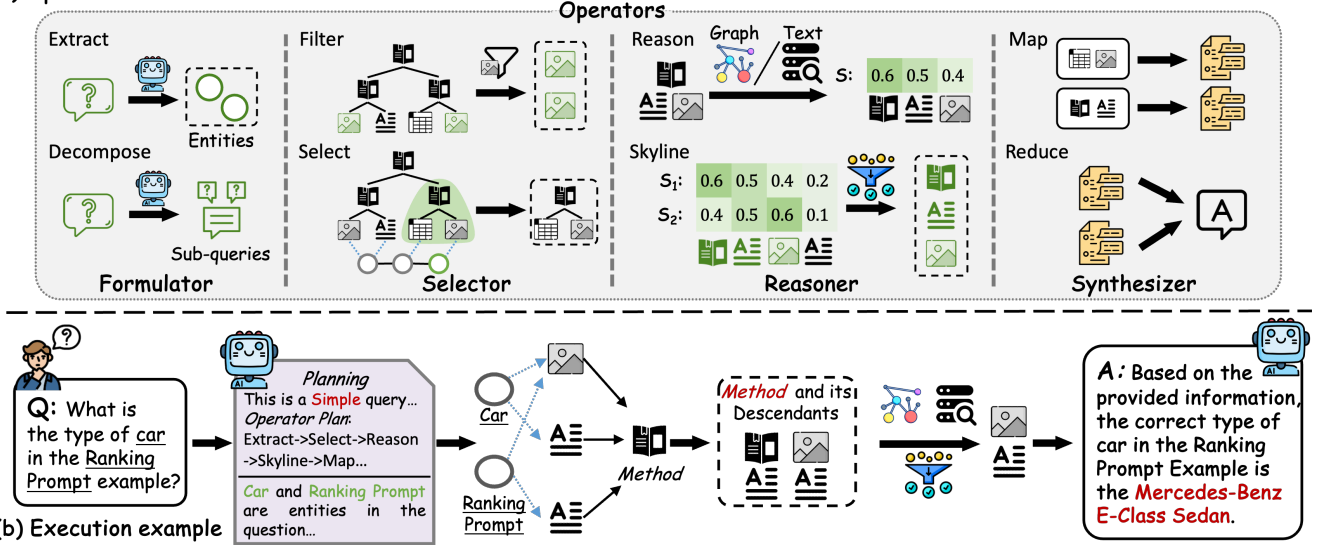 Operators
Extract
Entities
Decompose
Sub-queries
Formulator
Filter
Select
Selector
Reason
Graph
Text
S:
0.6 0.5 0.4
Skyline
S₁: 0.6 0.5 0.4 0.2
S₂: 0.4 0.5 0.6 0.1
Reasoner
Map
Reduce
A
Synthesizer
Q: What is
the type of car
in the Ranking
Prompt example?
AI
Planning
This is a Simple query...
Operator Plan:
Extract->Select->Reason
->Skyline->Map...
Car and Ranking Prompt
are entities in the
question...
Car
Ranking
Prompt
Method
Method and its
Descendants
AI
A: Based on the
provided information,
the correct type of
car in the Ranking
Prompt Example is
the Mercedes-Benz
E-Class Sedan.
(b) Execution example